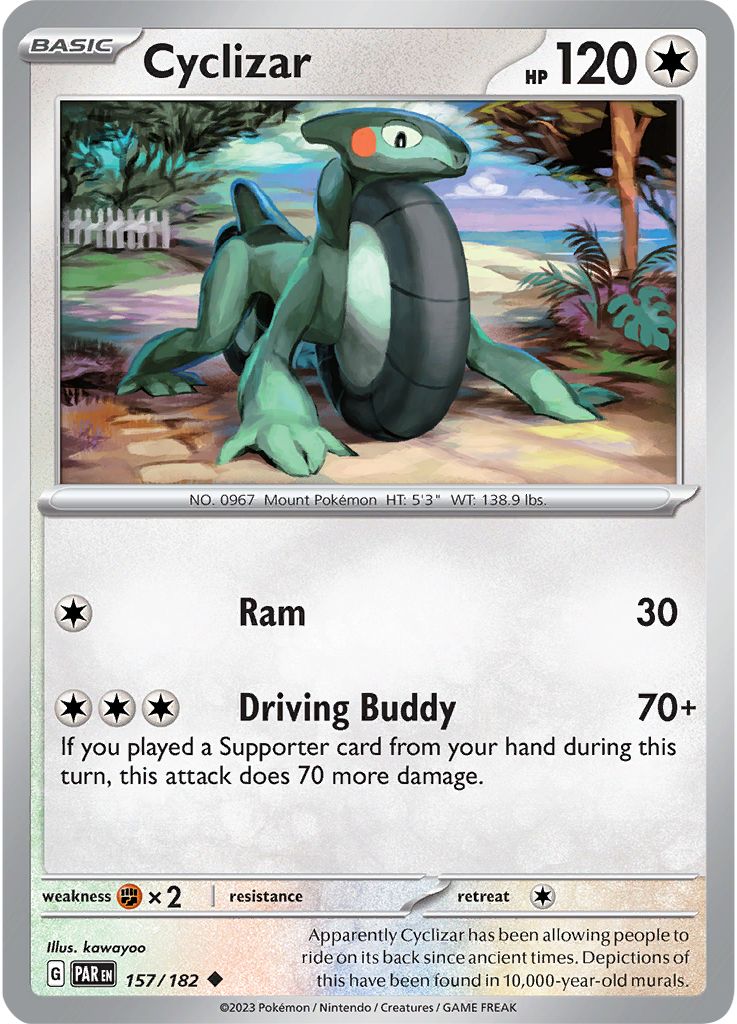 BASIC Cyclizar HP 120
NO. 0967 Mount Pokémon HT: 5'3" WT: 138.9 lbs.
Ram 30
Driving Buddy 70+
If you played a Supporter card from your hand during this
turn, this attack does 70 more damage.
weakness ×2 resistance retreat
Illus. kawayoo
G PAR EN 157/182
Apparently Cyclizar has been allowing people to
ride on its back since ancient times. Depictions of
this have been found in 10,000-year-old murals.
©2023 Pokémon / Nintendo / Creatures / GAME FREAK